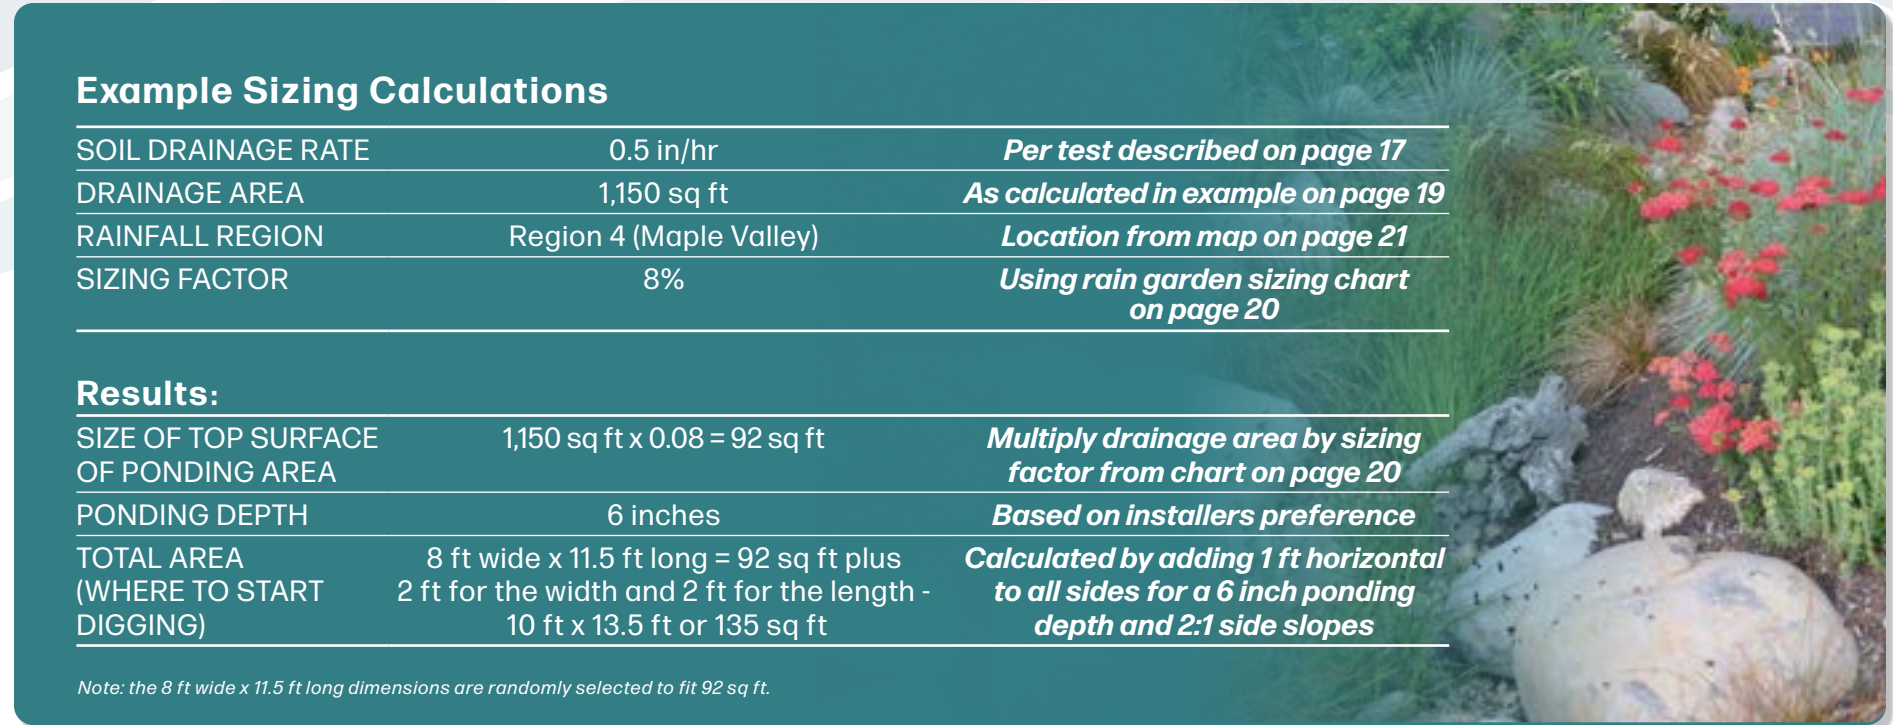 Example Sizing Calculations
SOIL DRAINAGE RATE 0.5 in/hr Per test described on page 17
DRAINAGE AREA 1,150 sq ft As calculated in example on page 19
RAINFALL REGION Region 4 (Maple Valley) Location from map on page 21
SIZING FACTOR 8% Using rain garden sizing chart
on page 20
Results:
SIZE OF TOP SURFACE 1,150 sq ft x 0.08 = 92 sq ft Multiply drainage area by sizing
OF PONDING AREA factor from chart on page 20
PONDING DEPTH 6 inches Based on installers preference
TOTAL AREA 8 ft wide x 11.5 ft long = 92 sq ft plus Calculated by adding 1 ft horizontal
(WHERE TO START 2 ft for the width and 2 ft for the length - to all sides for a 6 inch ponding
DIGGING) 10 ft x 13.5 ft or 135 sq ft depth and 2:1 side slopes
Note: the 8 ft wide x 11.5 ft long dimensions are randomly selected to fit 92 sq ft.